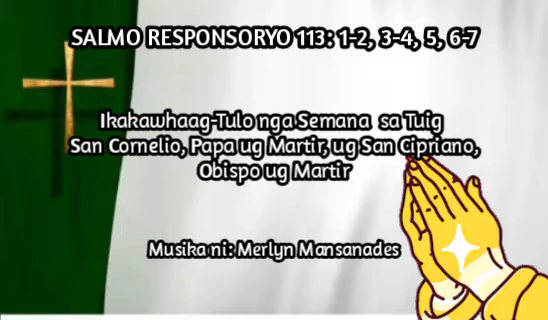 SALMO RESPONSORYO 113: 1-2, 3-4, 5, 6-7
Ikakawhaag-Tulo nga Semana sa Tuig
San Cornelio, Papa ug Martir, ug San Cipriano,
Obispo ug Martir
Musika ni: Merlyn Mansanades